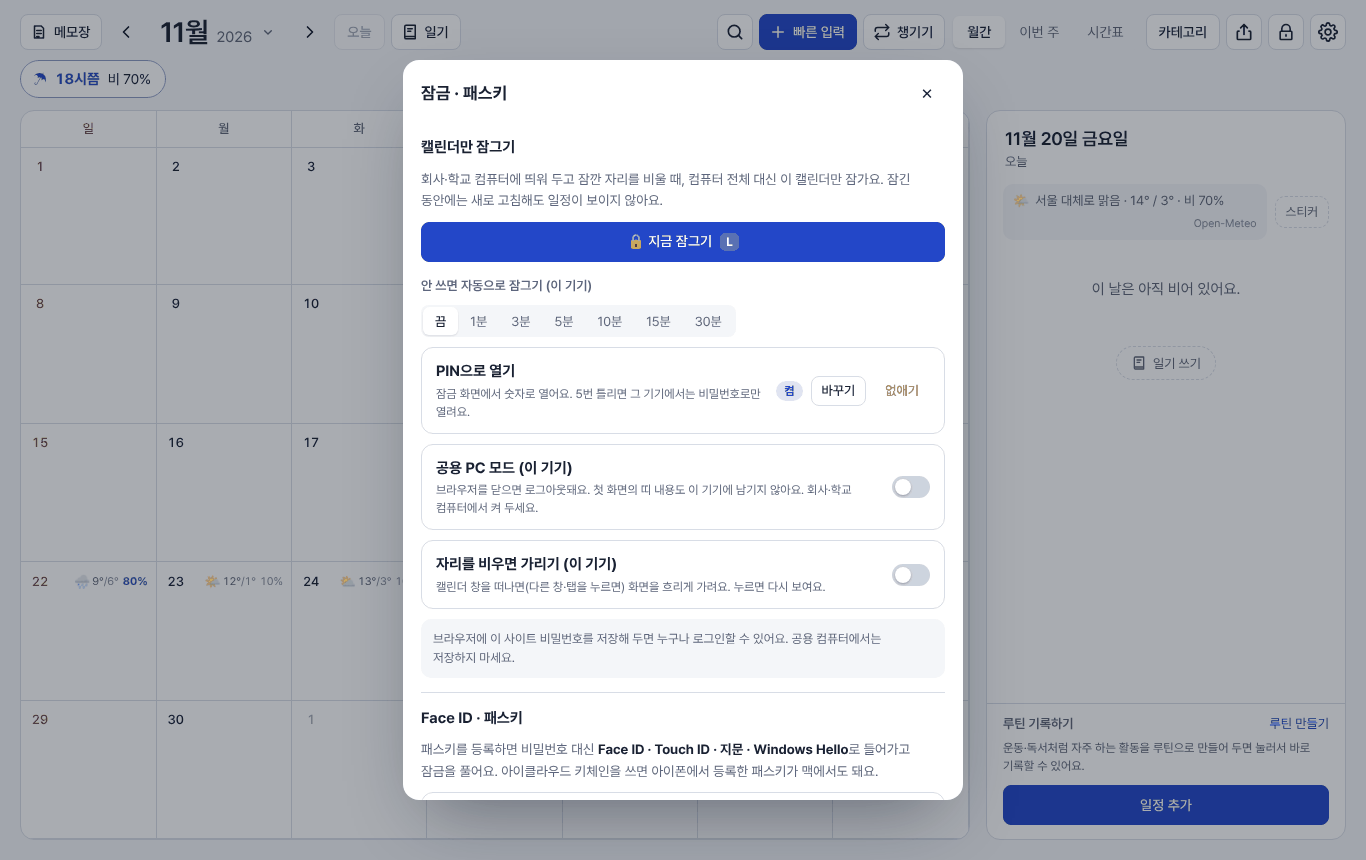 메모장
11월 2026
오늘
일기
빠른 입력
챙기기
월간
이번 주
시간표
카테고리
18시쯤 비 70%
일 월 화
1 2 3
8 9 10
15 16 17
22 9°/6° 80% 23 12°/1° 10% 24 13°/3°
29 30 1
잠금 · 패스키
캘린더만 잠그기
회사·학교 컴퓨터에 띄워 두고 잠깐 자리를 비울 때, 컴퓨터 전체 대신 이 캘린더만 잠가요. 잠긴
동안에는 새로 고침해도 일정이 보이지 않아요.
지금 잠그기 L
안 쓰면 자동으로 잠그기 (이 기기)
끔 1분 3분 5분 10분 15분 30분
PIN으로 열기
잠금 화면에서 숫자로 열어요. 5번 틀리면 그 기기에서는 비밀번호로만
열려요.
켬
바꾸기
없애기
공용 PC 모드 (이 기기)
브라우저를 닫으면 로그아웃돼요. 첫 화면의 띠 내용도 이 기기에 남기지 않아요. 회사·학교
컴퓨터에서 켜 두세요.
자리를 비우면 가리기 (이 기기)
캘린더 창을 떠나면(다른 창·탭을 누르면) 화면을 흐리게 가려요. 누르면 다시 보여요.
브라우저에 이 사이트 비밀번호를 저장해 두면 누구나 로그인할 수 있어요. 공용 컴퓨터에서는
저장하지 마세요.
Face ID · 패스키
패스키를 등록하면 비밀번호 대신 Face ID · Touch ID · 지문 · Windows Hello로 들어가고
잠금을 풀어요. 아이클라우드 키체인을 쓰면 아이폰에서 등록한 패스키가 맥에서도 돼요.
11월 20일 금요일
오늘
서울 대체로 맑음 · 14° / 3° · 비 70%
Open-Meteo
스티커
이 날은 아직 비어 있어요.
일기 쓰기
루틴 기록하기
루틴 만들기
운동·독서처럼 자주 하는 활동을 루틴으로 만들어 두면 눌러서 바로
기록할 수 있어요.
일정 추가